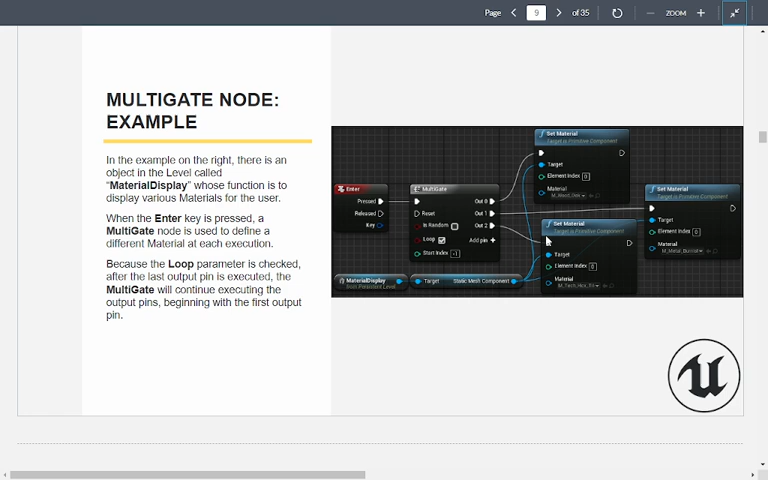 Page 9 of 35 ZOOM
MULTIGATE NODE:
EXAMPLE
In the example on the right, there is an
object in the Level called
“MaterialDisplay” whose function is to
display various Materials for the user.
When the Enter key is pressed, a
MultiGate node is used to define a
different Material at each execution.
Because the Loop parameter is checked,
after the last output pin is executed, the
MultiGate will continue executing the
output pins, beginning with the first output
pin.
Set Material
Target is Primitive Component
Target
Element Index 0
Material
Enter
Pressed
Released
Key
MultiGate
Out 0
Reset Out 1
Is Random Out 2
Loop Add pin
Start Index -1
Set Material
Target is Primitive Component
Target
Element Index 0
Material
Set Material
Target is Primitive Component
Target
Element Index 0
Material
MaterialDisplay
from Persistent Level
Target Static Mesh Component